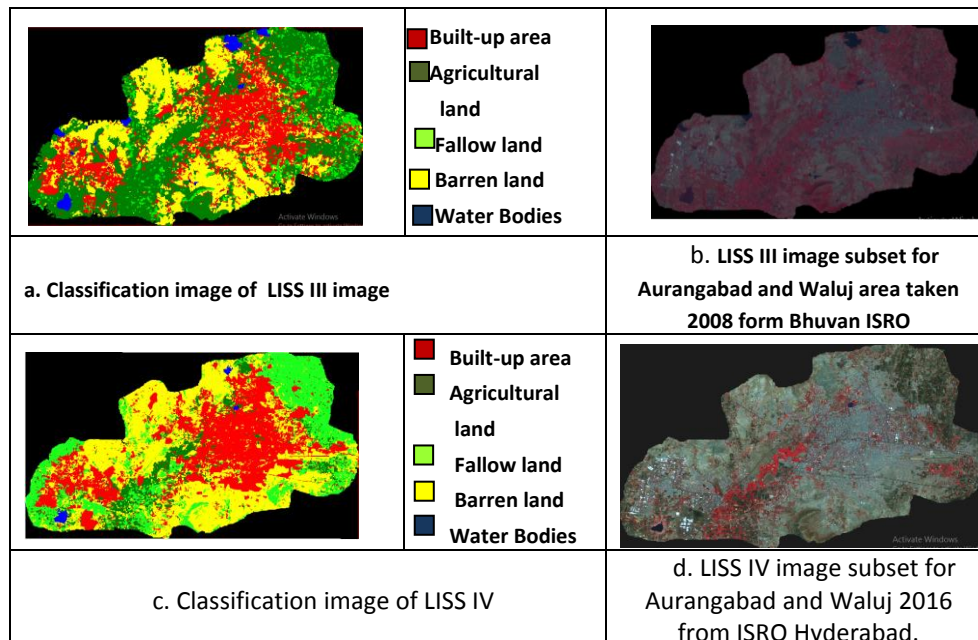 Built-up area
Agricultural
land
Fallow land
Barren land
Water Bodies
Activate Windows
Activate Windows
a. Classification image of LISS III image
b. LISS III image subset for
Aurangabad and Waluj area taken
2008 form Bhuvan ISRO
Built-up area
Agricultural
land
Fallow land
Barren land
Water Bodies
Activate Windows
c. Classification image of LISS IV
d. LISS IV image subset for
Aurangabad and Waluj 2016
from ISRO Hyderabad.